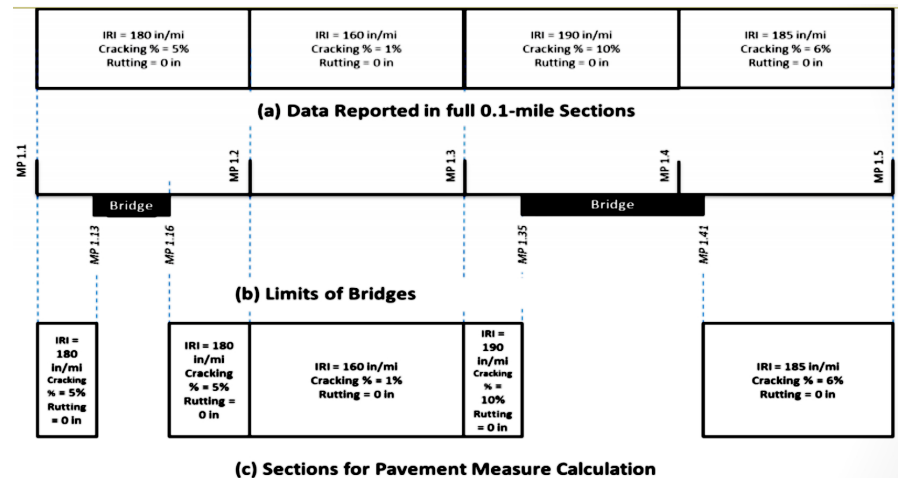 IRI = 180 in/mi
Cracking % = 5%
Rutting = 0 in
IRI = 160 in/mi
Cracking % = 1%
Rutting = 0 in
IRI = 190 in/mi
Cracking % = 10%
Rutting = 0 in
IRI = 185 in/mi
Cracking % = 6%
Rutting = 0 in
(a) Data Reported in full 0.1-mile Sections
MP 1.1
MP 1.2
MP 1.3
MP 1.4
MP 1.5
Bridge
Bridge
MP 1.13
MP 1.16
MP 1.35
MP 1.41
(b) Limits of Bridges
IRI =
180
in/mi
Cracking
% = 5%
Rutting
= 0 in
IRI = 180
in/mi
Cracking
% = 5%
Rutting =
0 in
IRI = 160 in/mi
Cracking % = 1%
Rutting = 0 in
IRI =
190
in/mi
Cracking
% =
10%
Rutting
= 0 in
IRI = 185 in/mi
Cracking % = 6%
Rutting = 0 in
(c) Sections for Pavement Measure Calculation